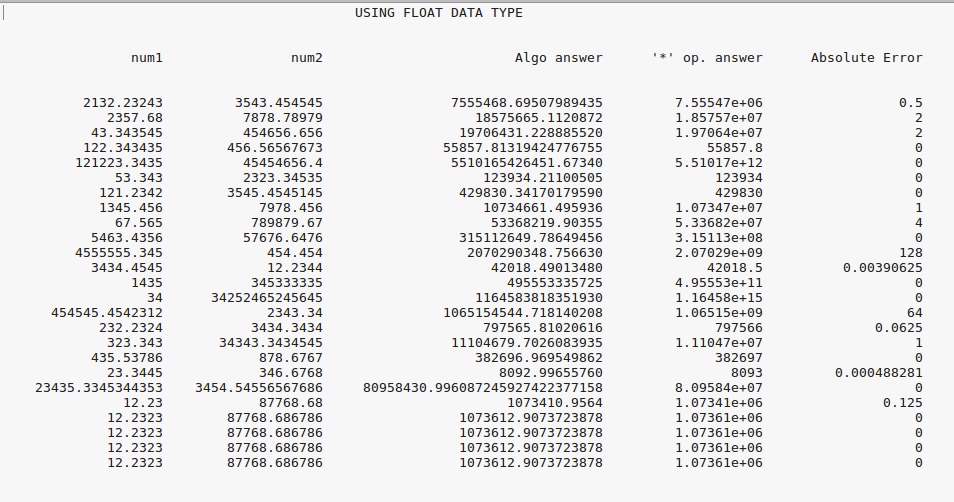 USING FLOAT DATA TYPE
num1 num2 Algo answer '*' op. answer Absolute Error
2132.23243 3543.454545 7555468.69507989435 7.55547e+06 0.5
2357.68 7878.78979 18575665.1120872 1.85757e+07 2
43.343545 454656.656 19706431.228885520 1.97064e+07 2
122.343435 456.56567673 55857.81319424776755 55857.8 0
121223.3435 45454656.4 5510165426451.67340 5.51017e+12 0
53.343 2323.34535 123934.21100505 123934 0
121.2342 3545.4545145 429830.34170179590 429830 0
1345.456 7978.456 10734661.495936 1.07347e+07 1
67.565 789879.67 53368219.90355 5.33682e+07 4
5463.4356 57676.6476 315112649.78649456 3.15113e+08 0
4555555.345 454.454 2070290348.756630 2.07029e+09 128
3434.4545 12.2344 42018.49013480 42018.5 0.00390625
1435 345333335 495553335725 4.95553e+11 0
34 34252465245645 1164583818351930 1.16458e+15 0
454545.4542312 2343.34 1065154544.718140208 1.06515e+09 64
232.2324 3434.3434 797565.81020616 797566 0.0625
323.343 34343.3434545 11104679.7026083935 1.11047e+07 1
435.53786 878.6767 382696.969549862 382697 0
23.3445 346.6768 8092.99655760 8093 0.000488281
23435.3345344353 3454.54556567686 80958430.996087245927422377158 8.09584e+07 0
12.23 87768.68 1073410.9564 1.07341e+06 0.125
12.2323 87768.686786 1073612.9073723878 1.07361e+06 0
12.2323 87768.686786 1073612.9073723878 1.07361e+06 0
12.2323 87768.686786 1073612.9073723878 1.07361e+06 0
12.2323 87768.686786 1073612.9073723878 1.07361e+06 0